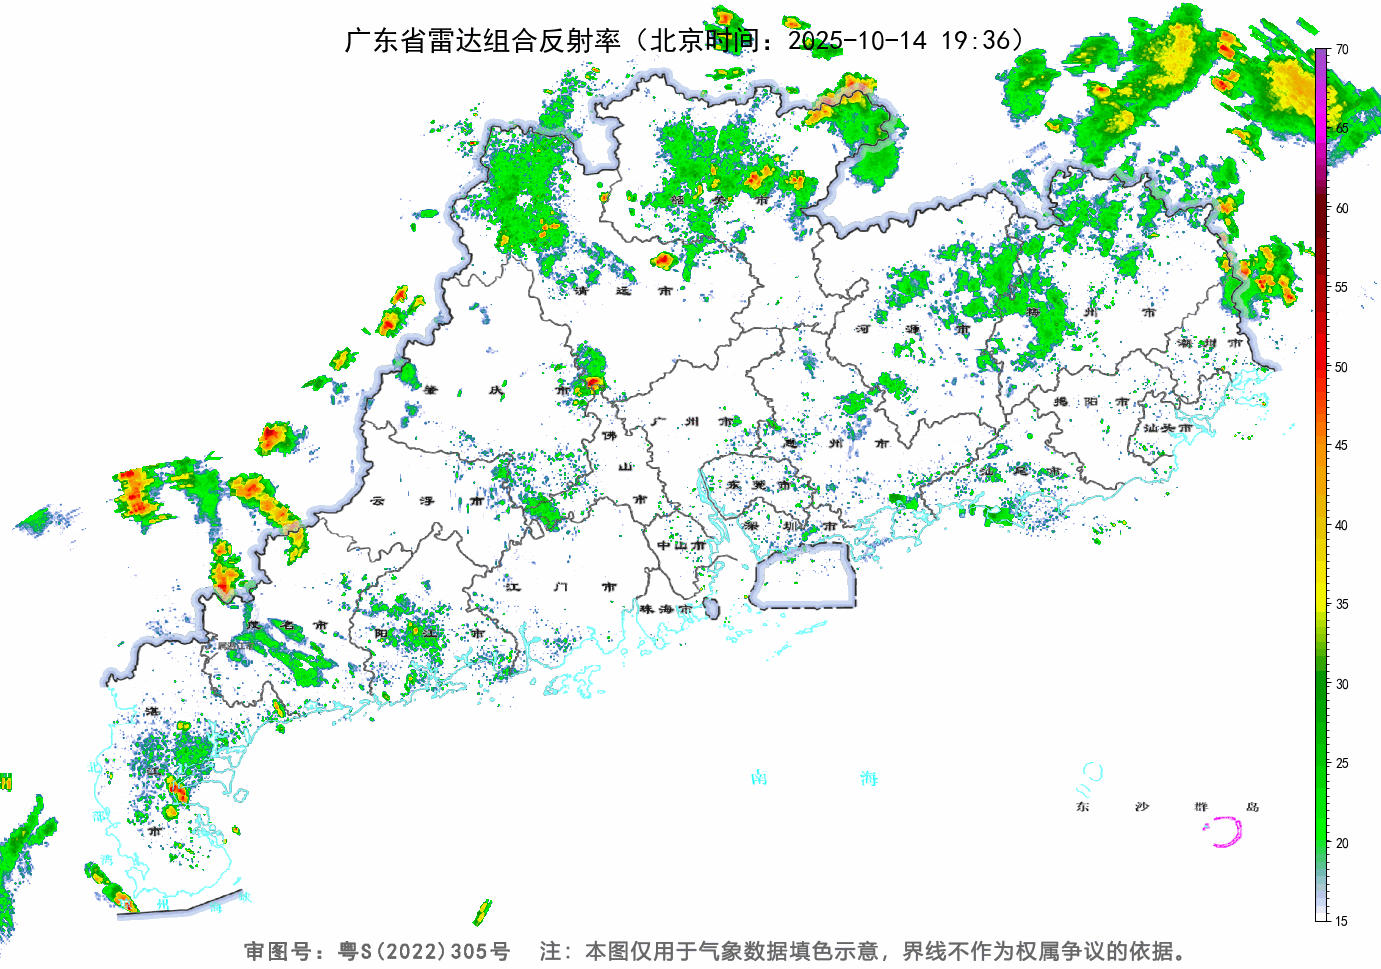 广东省雷达组合反射率（北京时间：2025-10-14 19:36）
70
65
60
55
50
45
40
35
30
25
20
15
韶关市
清远市
河源市
梅州市
潮州市
肇庆市
广州市
惠州市
揭阳市
汕头市
佛山市
云浮市
东莞市
汕尾市
深圳市
中山市
江门市
珠海市
茂名市
阳江市
湛江市
北部湾
琼州海峡
南海
东沙群岛
审图号：粤S(2022)305号 注：本图仅用于气象数据填色示意，界线不作为权属争议的依据。